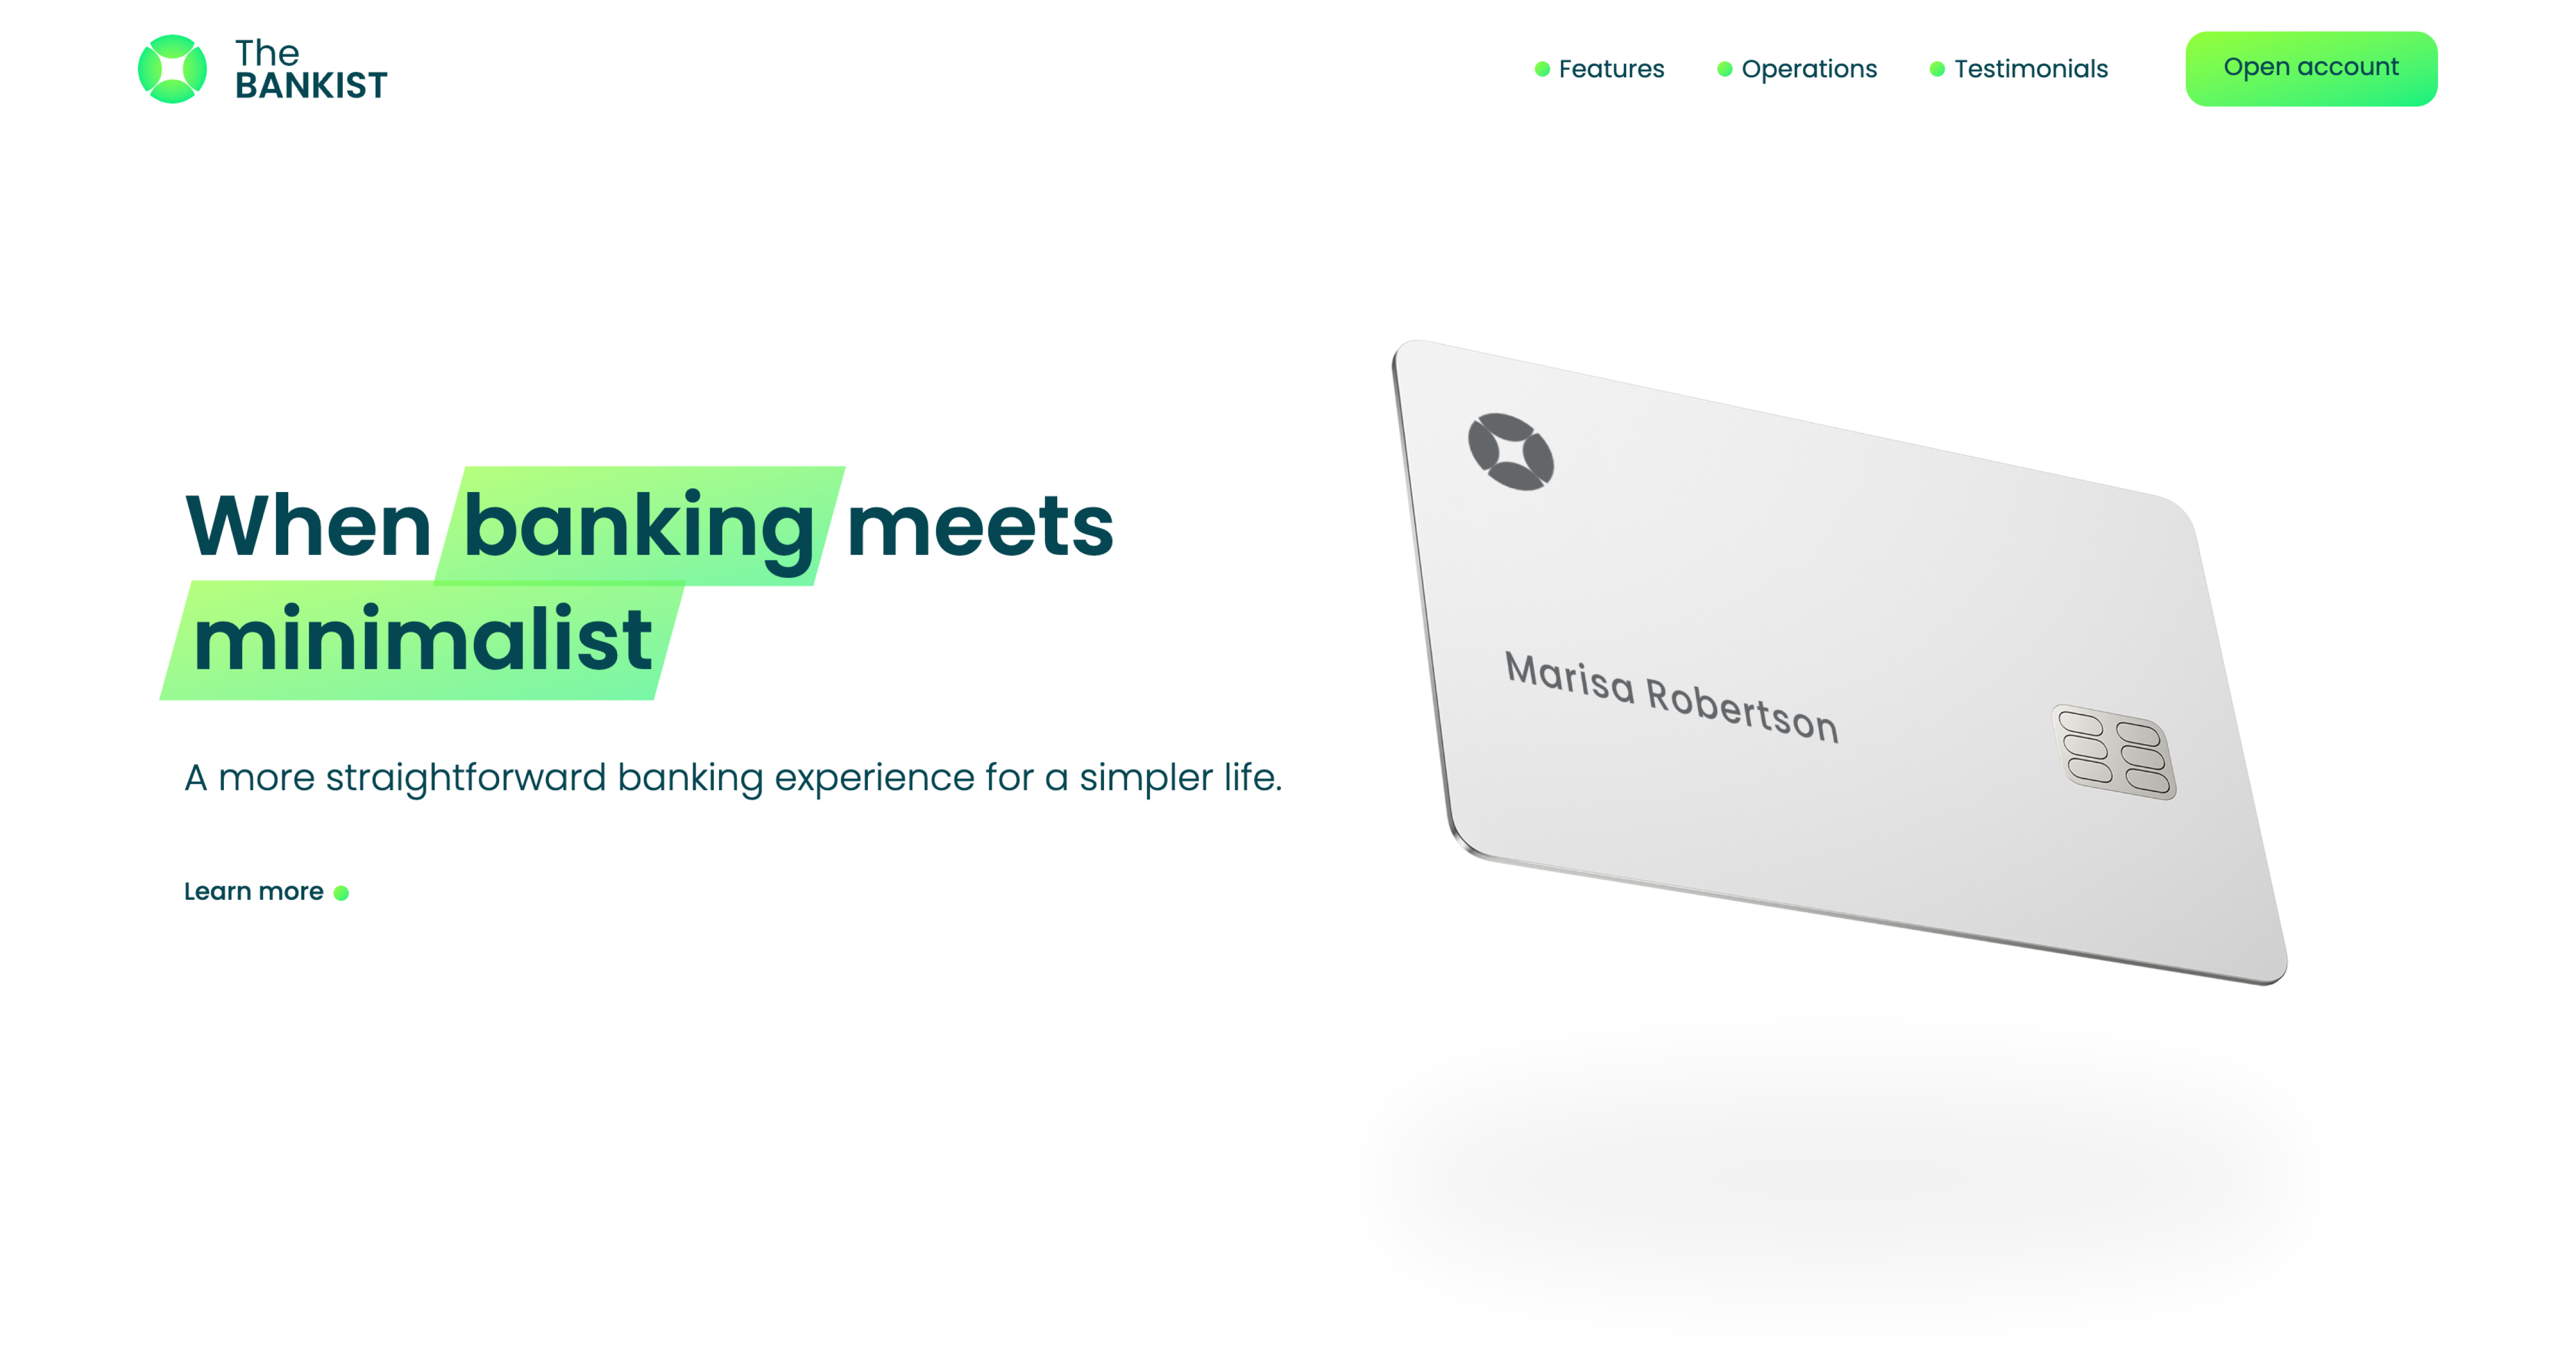 The
BANKIST
Features
Operations
Testimonials
Open account
When banking meets
minimalist
A more straightforward banking experience for a simpler life.
Learn more
Marisa Robertson